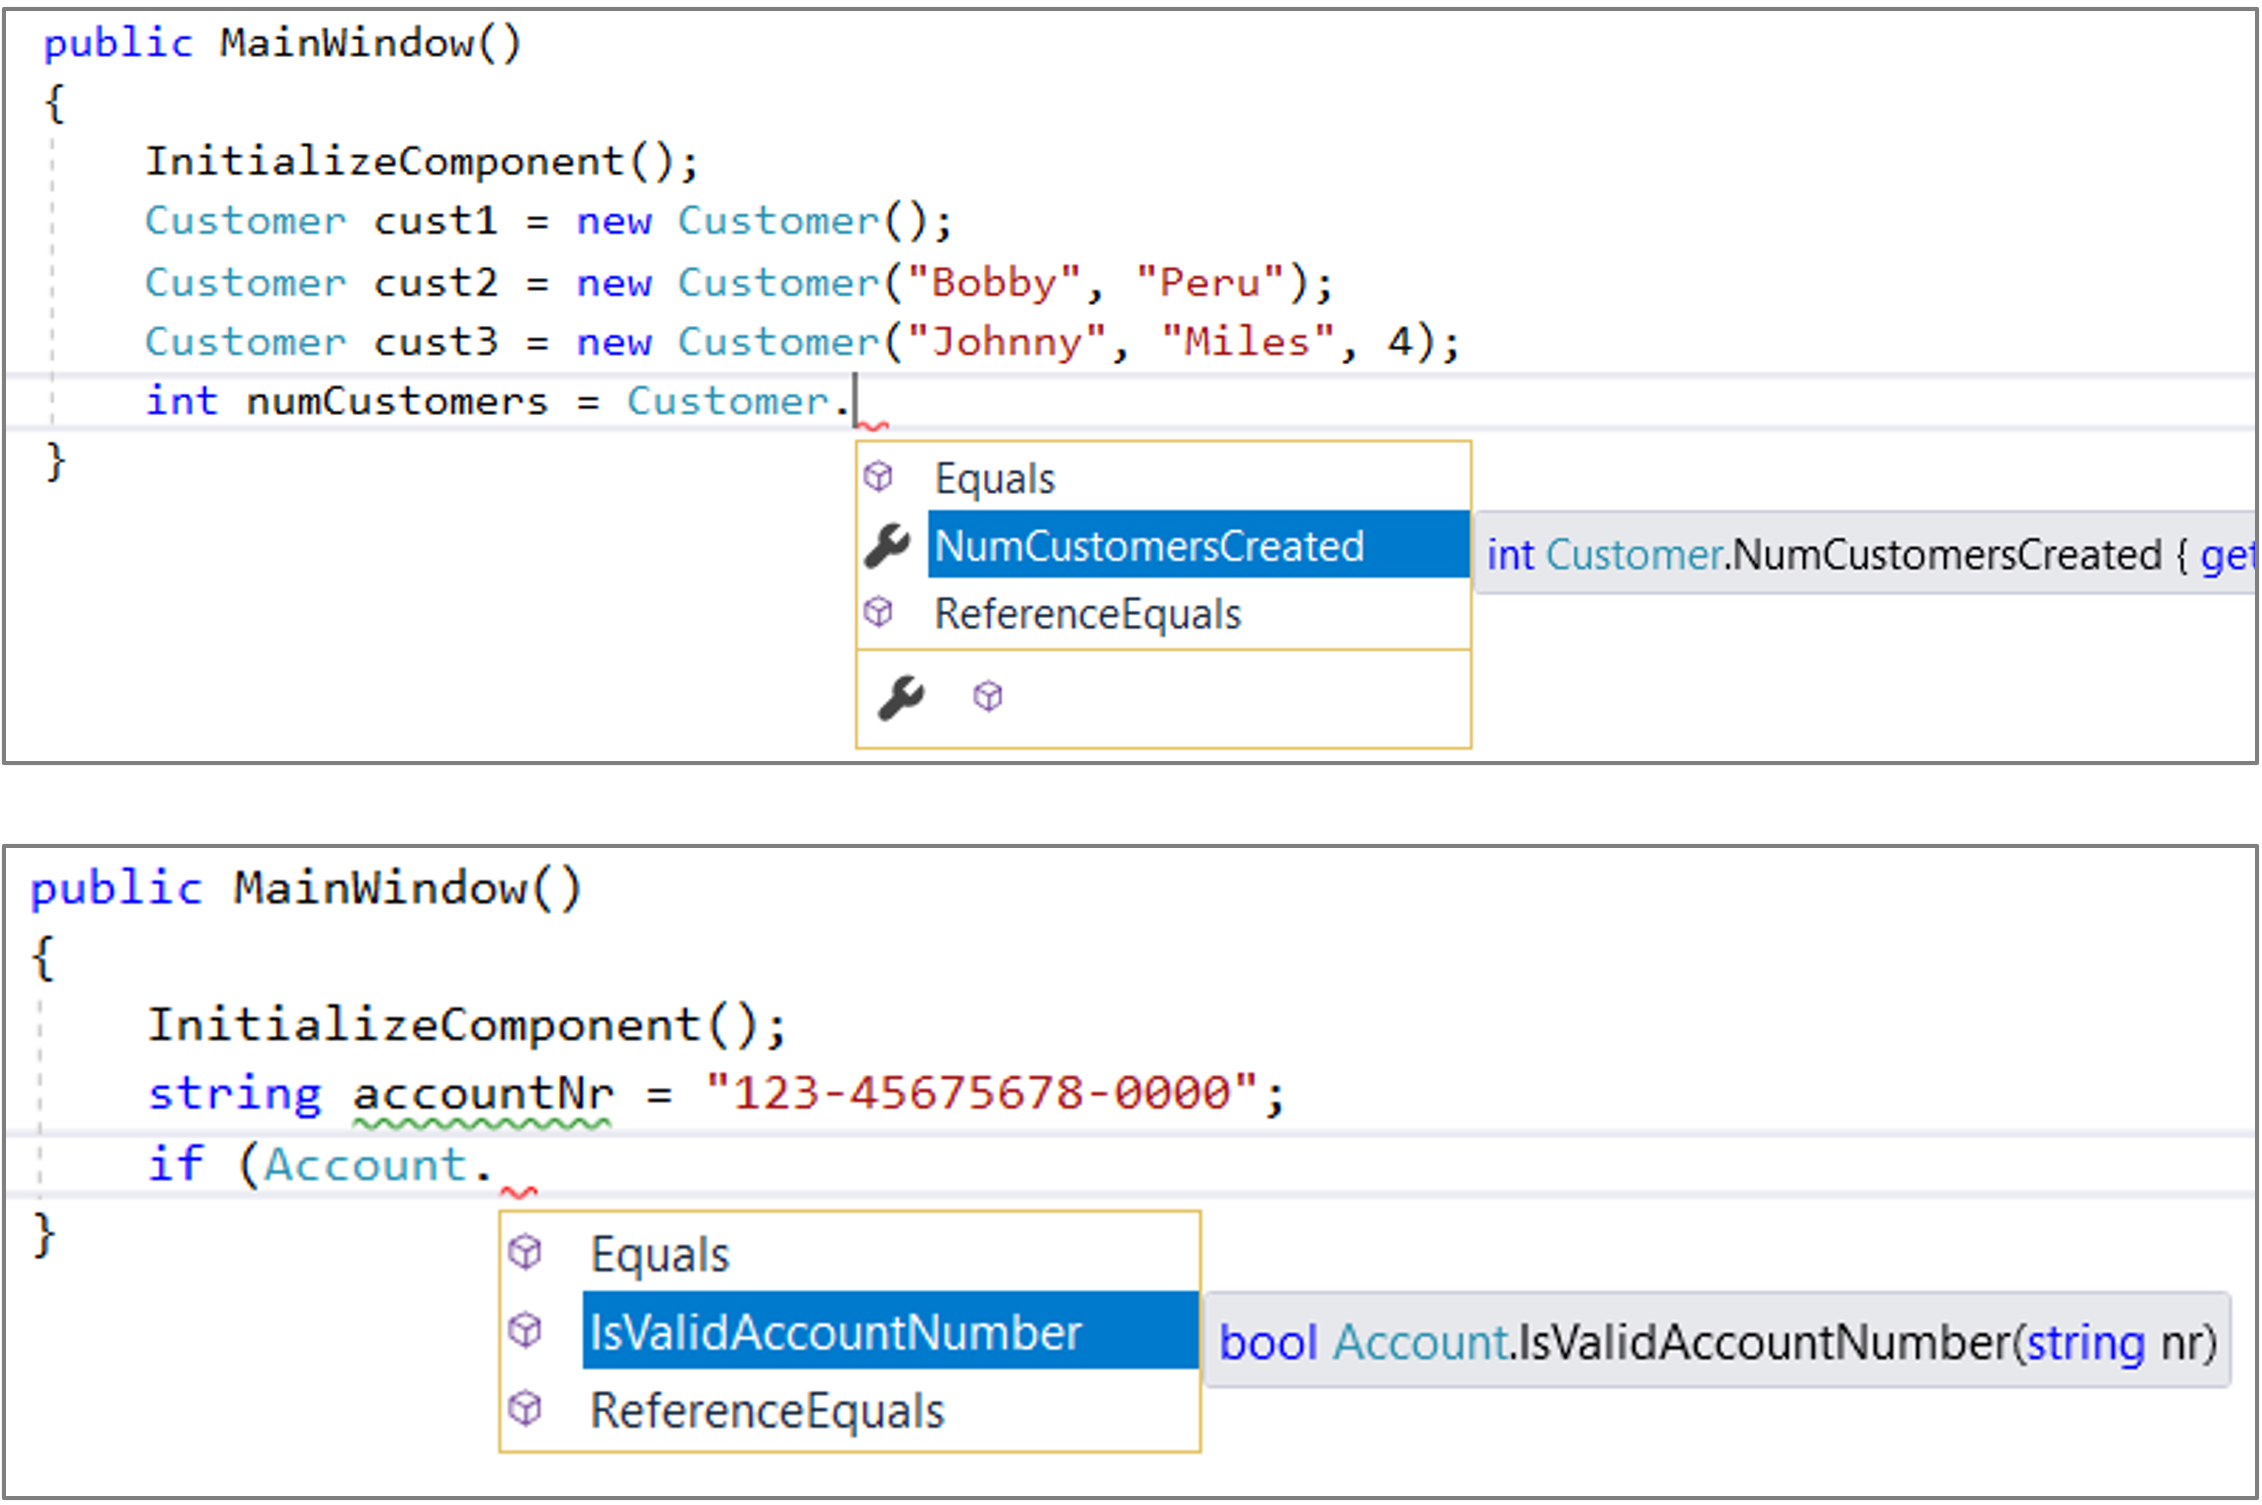 public MainWindow()
{
InitializeComponent();
Customer cust1 = new Customer();
Customer cust2 = new Customer("Bobby", "Peru");
Customer cust3 = new Customer("Johnny", "Miles", 4);
int numCustomers = Customer.
}
Equals
NumCustomersCreated int Customer.NumCustomersCreated { get
ReferenceEquals
public MainWindow()
{
InitializeComponent();
string accountNr = "123-45675678-0000";
if (Account.
}
Equals
IsValidAccountNumber bool Account.IsValidAccountNumber(string nr)
ReferenceEquals